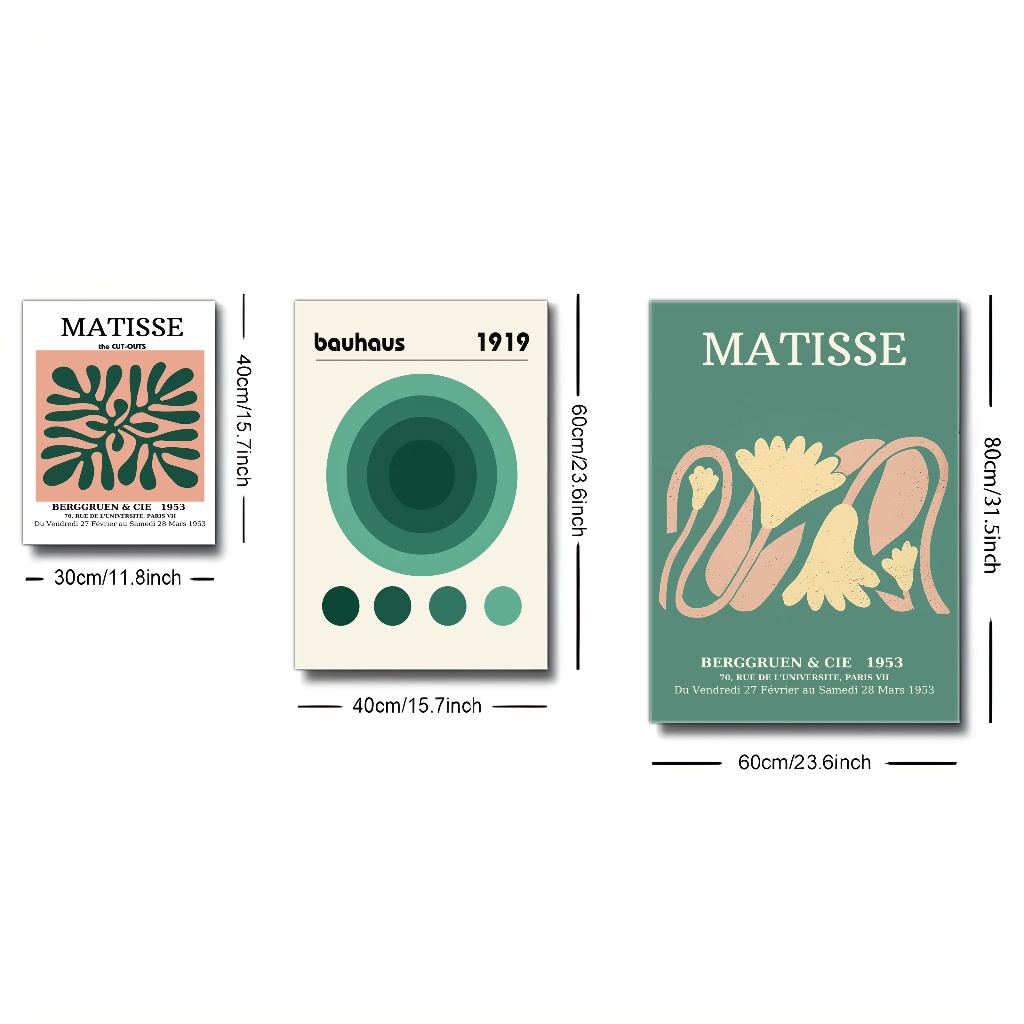 MATISSE
the CUT-OUTS
BERGGRUEN & CIE 1953
70, RUE DE L'UNIVERSITE, PARIS VII
Du Vendredi 27 Février au Samedi 28 Mars 1953
40cm/15.7inch
30cm/11.8inch
bauhaus 1919
60cm/23.6inch
40cm/15.7inch
MATISSE
BERGGRUEN & CIE 1953
70, RUE DE L'UNIVERSITE, PARIS VII
Du Vendredi 27 Février au Samedi 28 Mars 1953
80cm/31.5inch
60cm/23.6inch